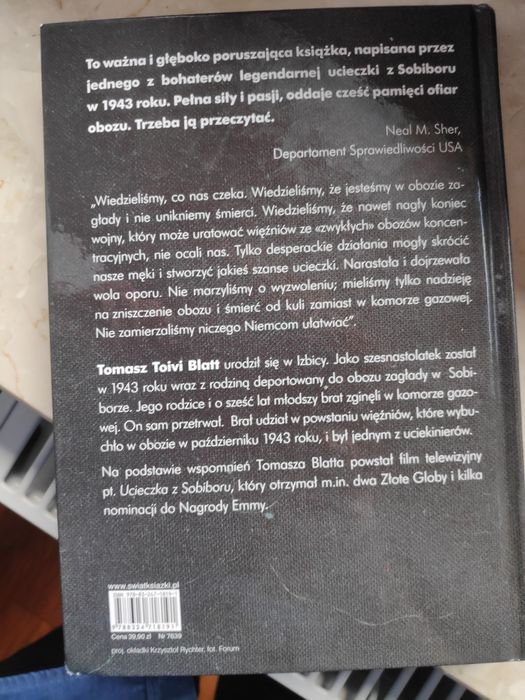 To ważna i głęboko poruszająca książka, napisana przez
jednego z bohaterów legendarnej ucieczki z Sobiboru
w 1943 roku. Pełna siły i pasji, oddaje cześć pamięci ofiar
obozu. Trzeba ją przeczytać.
Neal M. Sher,
Departament Sprawiedliwości USA
„Wiedzieliśmy, co nas czeka. Wiedzieliśmy, że jesteśmy w obozie za-
głady i nie unikniemy śmierci. Wiedzieliśmy, że nawet nagły koniec
wojny, który może uratować więźniów ze «zwykłych» obozów koncen-
tracyjnych, nie ocali nas. Tylko desperackie działania mogły skrócić
nasze męki i stworzyć jakieś szanse ucieczki. Narastała i dojrzewała
wola oporu. Nie marzyliśmy o wyzwoleniu; mieliśmy tylko nadzieję
na zniszczenie obozu i śmierć od kuli zamiast w komorze gazowej.
Nie zamierzaliśmy niczego Niemcom ułatwiać”.
Tomasz Toivi Blatt urodził się w Izbicy. Jako szesnastolatek został
w 1943 roku wraz z rodziną deportowany do obozu zagłady w Sobi-
borze. Jego rodzice i o sześć lat młodszy brat zginęli w komorze gazo-
wej. On sam przetrwał. Brał udział w powstaniu więźniów, które wybu-
chło w obozie w październiku 1943 roku, i był jednym z uciekinierów.
Na podstawie wspomnień Tomasza Blatta powstał film telewizyjny
pt. Ucieczka z Sobiboru, który otrzymał m.in. dwa Złote Globy i kilka
nominacji do Nagrody Emmy.
www.swiatksiazki.pl
ISBN 978-83-247-1819-1
9 788324 718191
Cena 39,90 zł Nr 7639
proj. okładki Krzysztof Rychter, fot. Forum